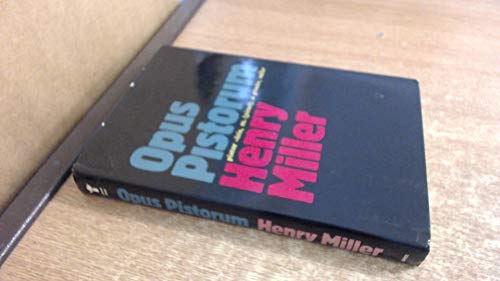 Opus
Pistorum
Henry
Miller
Opus Pistorum Henry Miller